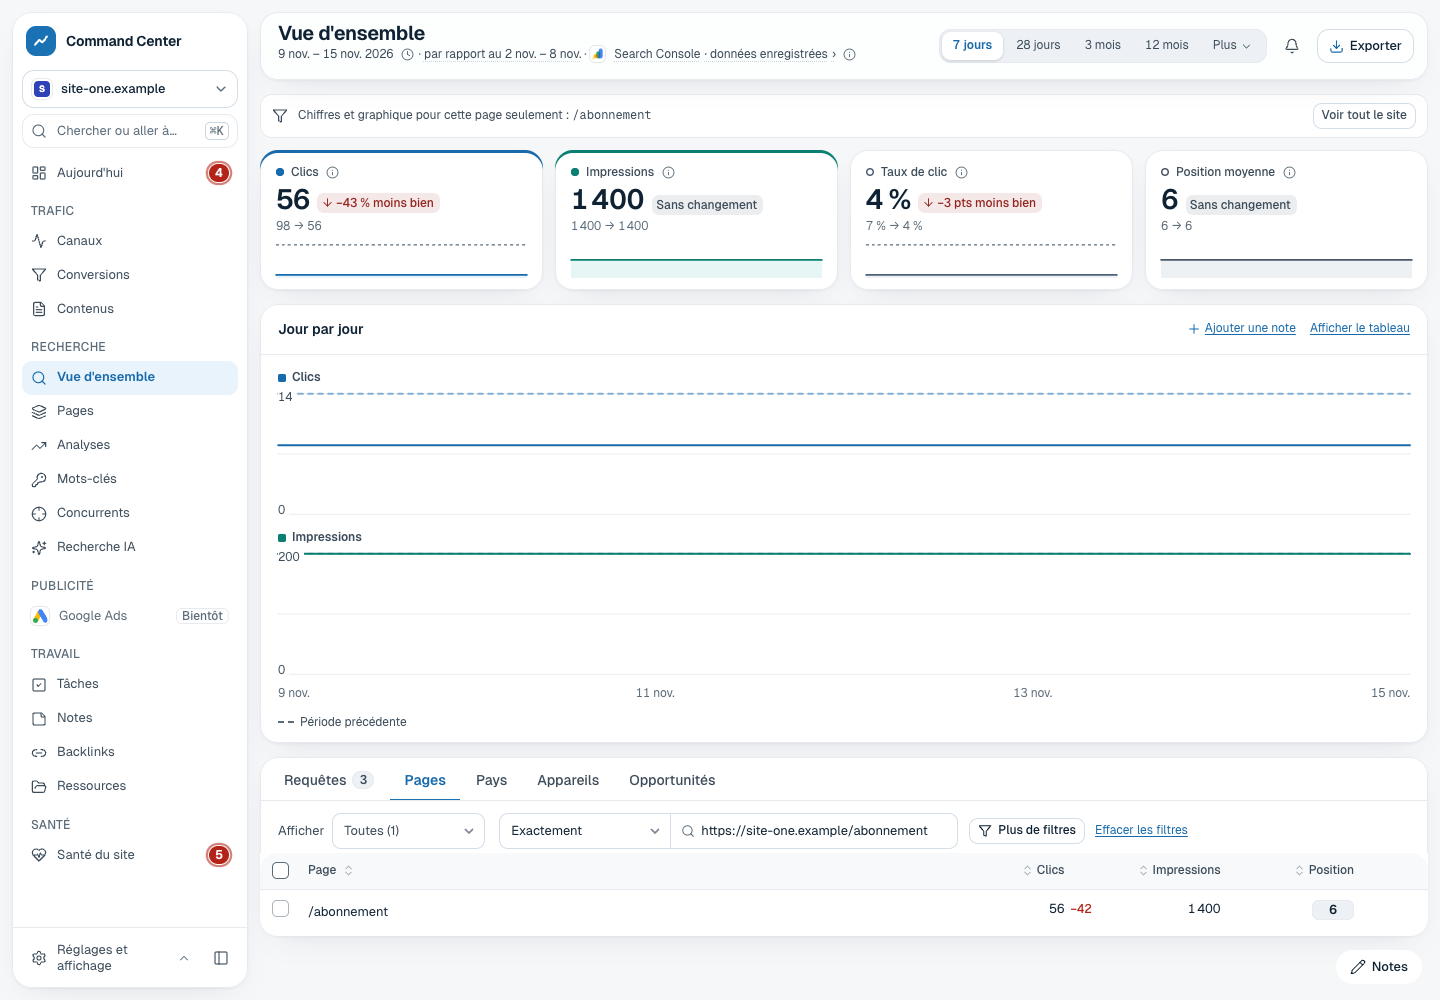 Command Center
S site-one.example
Chercher ou aller à... ⌘K
Aujourd'hui 4
TRAFIC
Canaux
Conversions
Contenus
RECHERCHE
Vue d'ensemble
Pages
Analyses
Mots-clés
Concurrents
Recherche IA
PUBLICITÉ
Google Ads Bientôt
TRAVAIL
Tâches
Notes
Backlinks
Ressources
SANTÉ
Santé du site 5
Réglages et
affichage
Vue d'ensemble
9 nov. – 15 nov. 2026 · par rapport au 2 nov. – 8 nov. · Search Console · données enregistrées ›
7 jours 28 jours 3 mois 12 mois Plus Exporter
Chiffres et graphique pour cette page seulement : /abonnement Voir tout le site
Clics
56 ↓ −43 % moins bien
98 → 56
Impressions
1 400 Sans changement
1 400 → 1 400
Taux de clic
4 % ↓ −3 pts moins bien
7 % → 4 %
Position moyenne
6 Sans changement
6 → 6
Jour par jour + Ajouter une note Afficher le tableau
Clics
14
0
Impressions
200
0
9 nov. 11 nov. 13 nov. 15 nov.
Période précédente
Requêtes 3 Pages Pays Appareils Opportunités
Afficher Toutes (1) Exactement https://site-one.example/abonnement Plus de filtres Effacer les filtres
Page Clics Impressions Position
/abonnement 56 −42 1 400 6
Notes